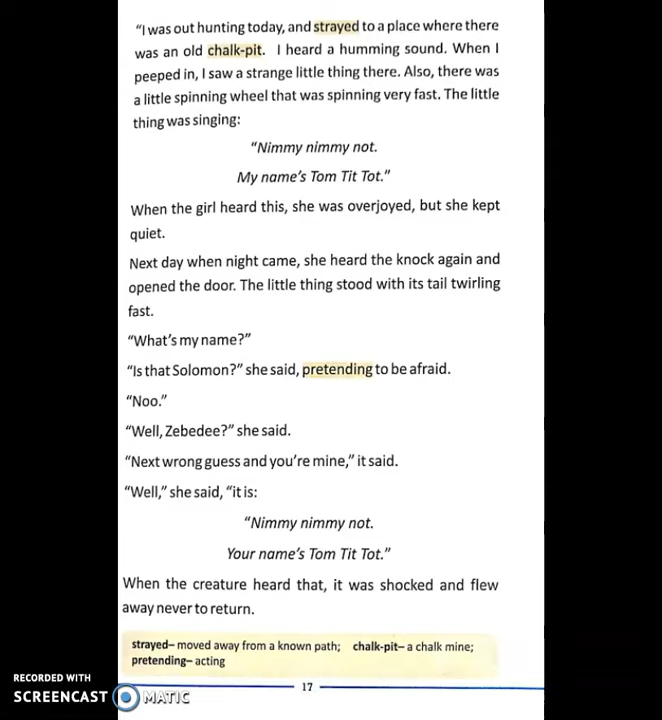 "I was out hunting today, and strayed to a place where there
was an old chalk-pit. I heard a humming sound. When I
peeped in, I saw a strange little thing there. Also, there was
a little spinning wheel that was spinning very fast. The little
thing was singing:
"Nimmy nimmy not.
My name's Tom Tit Tot."
When the girl heard this, she was overjoyed, but she kept
quiet.
Next day when night came, she heard the knock again and
opened the door. The little thing stood with its tail twirling
fast.
"What's my name?"
"Is that Solomon?" she said, pretending to be afraid.
"Noo."
"Well, Zebedee?" she said.
"Next wrong guess and you're mine," it said.
"Well," she said, "it is:
"Nimmy nimmy not.
Your name's Tom Tit Tot."
When the creature heard that, it was shocked and flew
away never to return.
strayed– moved away from a known path; chalk-pit– a chalk mine;
pretending– acting
17
RECORDED WITH
SCREENCAST MATIC